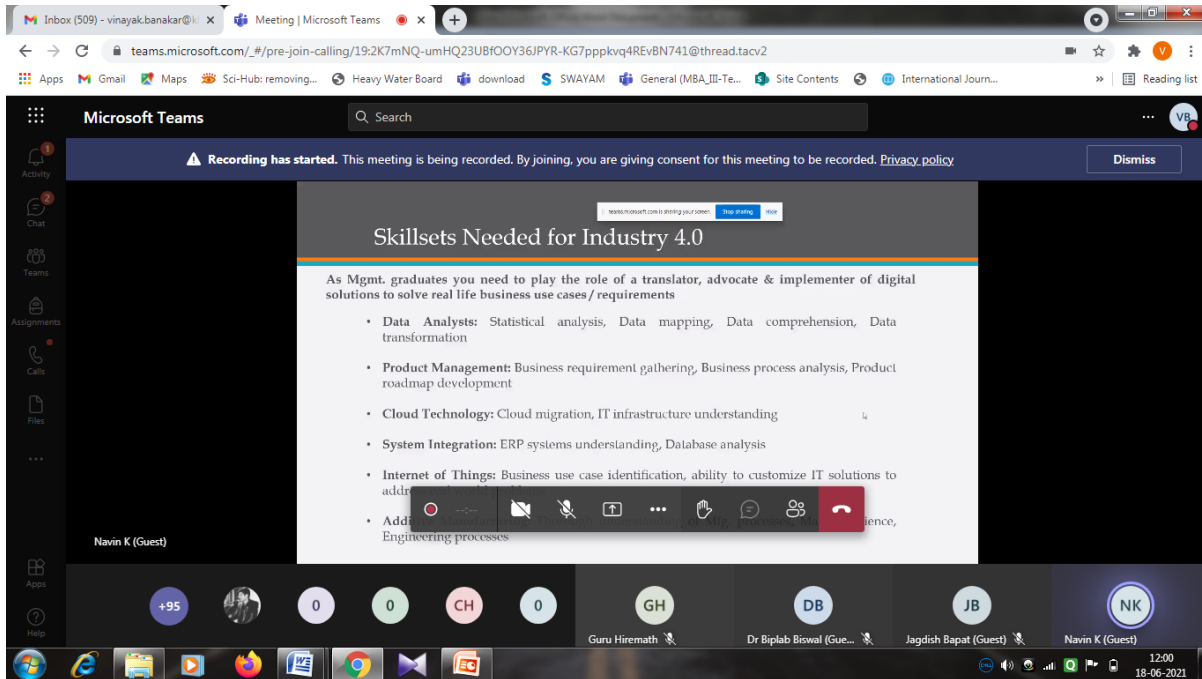 Inbox (509) - vinayak.banakar@k
Meeting | Microsoft Teams
teams.microsoft.com/_#/pre-join-calling/19:2K7mNQ-umHQ23UBfOOY36JPYR-KG7pppkvq4REvBN741@thread.tacv2
V
Apps Gmail Maps Sci-Hub: removing... Heavy Water Board download SWAYAM General (MBA_III-Te... Site Contents International Journ... » Reading list
Microsoft Teams
Search
VB
Recording has started. This meeting is being recorded. By joining, you are giving consent for this meeting to be recorded. Privacy policy
Dismiss
1
Activity
2
Chat
Teams
Assignments
Calls
Files
Apps
Help
teams.microsoft.com is sharing your screen. Stop sharing Hide
Skillsets Needed for Industry 4.0
As Mgmt. graduates you need to play the role of a translator, advocate & implementer of digital
solutions to solve real life business use cases / requirements
• Data Analysts: Statistical analysis, Data mapping, Data comprehension, Data
transformation
• Product Management: Business requirement gathering, Business process analysis, Product
roadmap development
• Cloud Technology: Cloud migration, IT infrastructure understanding
• System Integration: ERP systems understanding, Database analysis
• Internet of Things: Business use case identification, ability to customize IT solutions to
--:--
Engineering processes
Navin K (Guest)
+95 0 0 CH 0 GH DB JB NK
Guru Hiremath Dr Biplab Biswal (Gue... Jagdish Bapat (Guest) Navin K (Guest)
12:00
18-06-2021